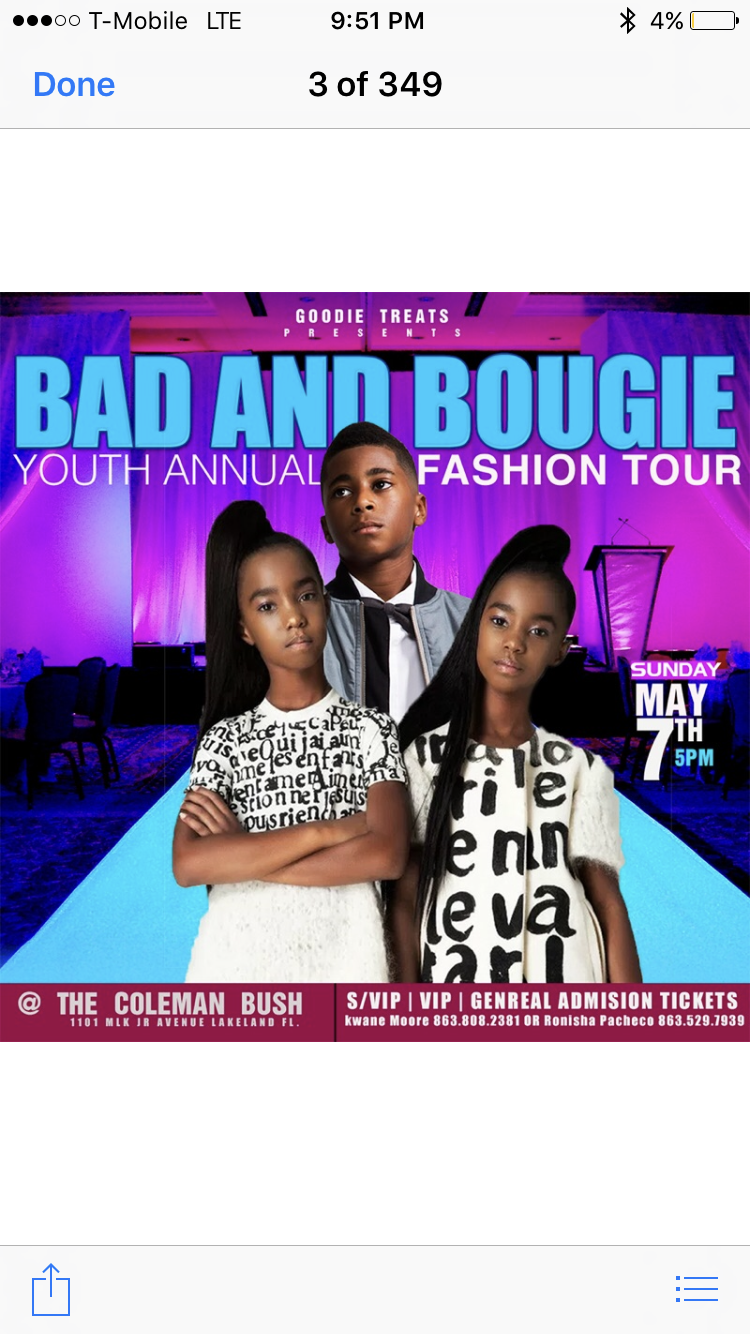 T-Mobile LTE 9:51 PM 4%
Done 3 of 349
GOODIE TREATS
PRESENTS
BAD AND BOUGIE
YOUTH ANNUAL FASHION TOUR
SUNDAY
MAY
7TH
5PM
@ THE COLEMAN BUSH
1101 MLK JR AVENUE LAKELAND FL.
S/VIP | VIP | GENREAL ADMISION TICKETS
kwane Moore 863.808.2381 OR Ronisha Pacheco 863.529.7939